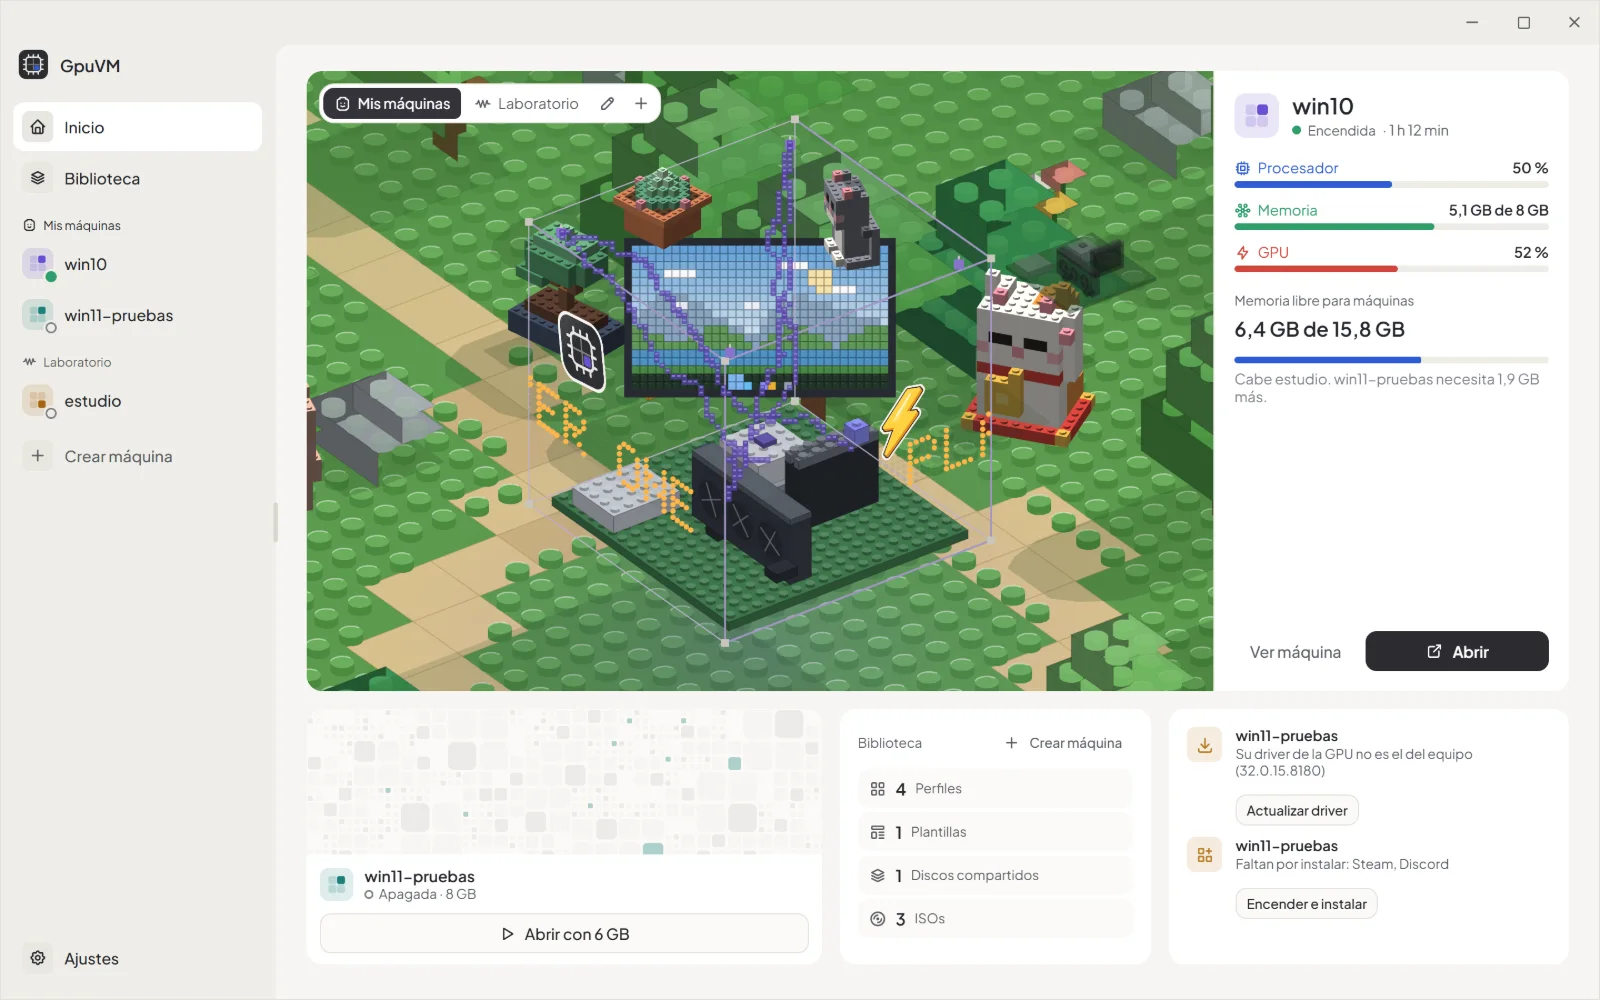 GpuVM
Inicio
Biblioteca
Mis máquinas
win10
win11-pruebas
Laboratorio
estudio
Crear máquina
Ajustes
Mis máquinas
Laboratorio
win10
Encendida · 1 h 12 min
Procesador 50 %
Memoria 5,1 GB de 8 GB
GPU 52 %
Memoria libre para máquinas
6,4 GB de 15,8 GB
Cabe estudio. win11-pruebas necesita 1,9 GB
más.
Ver máquina
Abrir
win11-pruebas
Apagada · 8 GB
Abrir con 6 GB
Biblioteca
Crear máquina
4 Perfiles
1 Plantillas
1 Discos compartidos
3 ISOs
win11-pruebas
Su driver de la GPU no es el del equipo
(32.0.15.8180)
Actualizar driver
win11-pruebas
Faltan por instalar: Steam, Discord
Encender e instalar